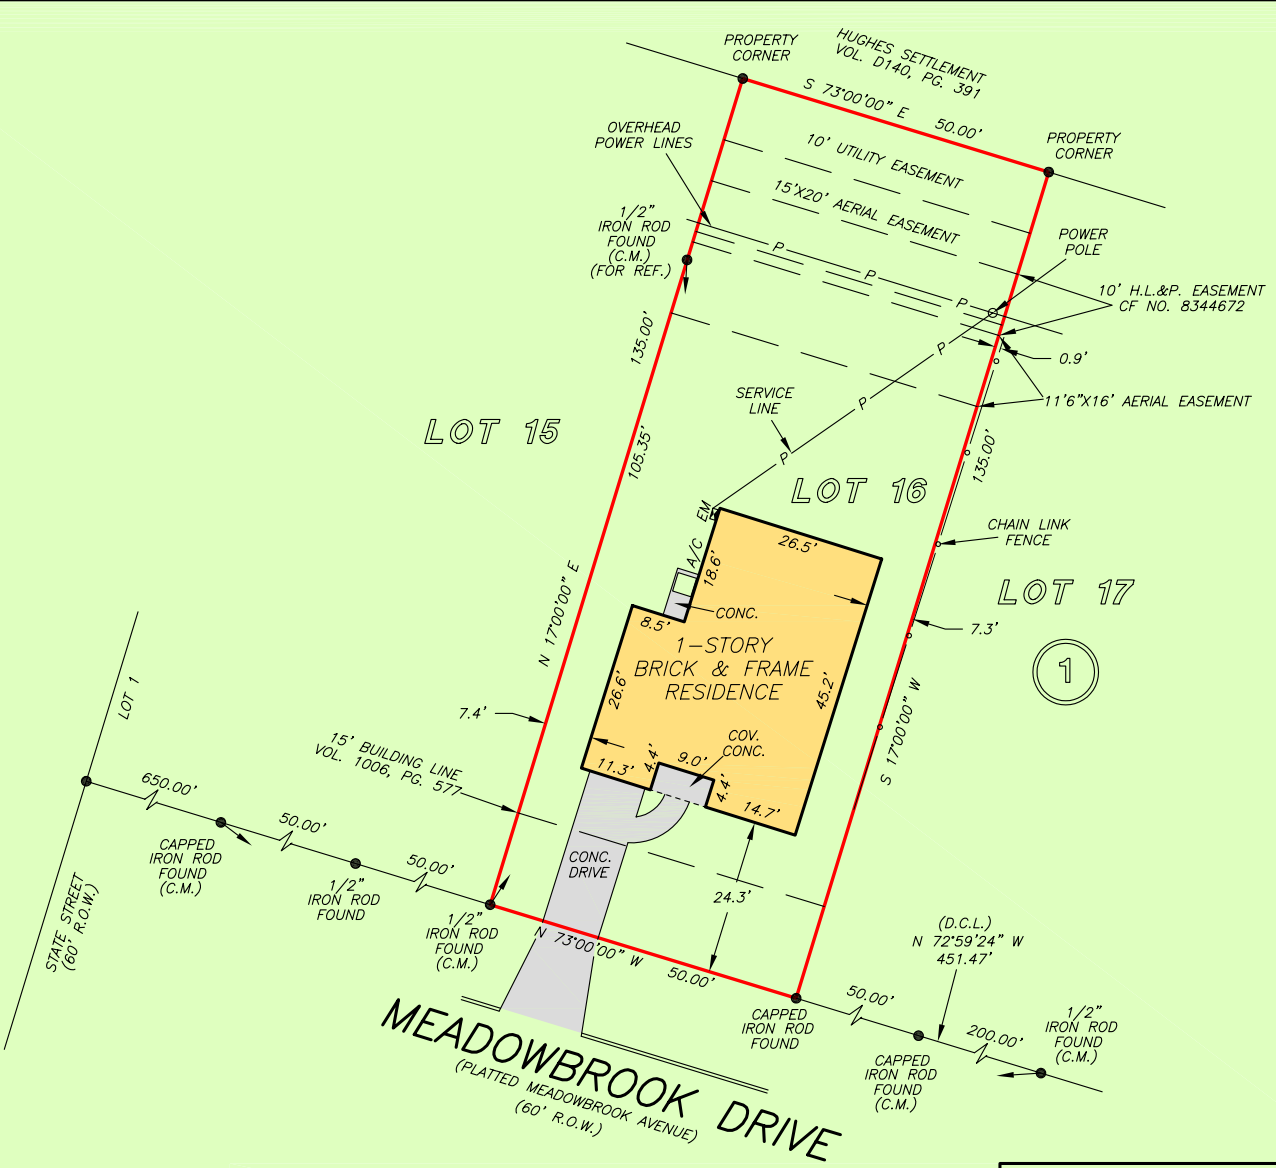 PROPERTY
CORNER
HUGHES SETTLEMENT
VOL. D140, PG. 391
S 73°00'00" E 50.00'
PROPERTY
CORNER
OVERHEAD
POWER LINES
10' UTILITY EASEMENT
15'X20' AERIAL EASEMENT
1/2"
IRON ROD
FOUND
(C.M.)
(FOR REF.)
POWER
POLE
P
P
P
10' H.L.&P. EASEMENT
CF NO. 8344672
135.00'
P
0.9'
SERVICE
LINE
P
11'6"X16' AERIAL EASEMENT
LOT 15
105.35'
P
135.00'
LOT 16
EM
CHAIN LINK
FENCE
26.5'
A/C
18.6'
N 17°00'00" E
LOT 17
CONC.
8.5'
7.3'
1-STORY
BRICK & FRAME
RESIDENCE
1
26.6'
45.2'
LOT 1
7.4'
S 17°00'00" W
15' BUILDING LINE
VOL. 1006, PG. 577
COV.
CONC.
4.4'
9.0'
11.3'
4.4'
14.7'
650.00'
50.00'
50.00'
CAPPED
IRON ROD
FOUND
(C.M.)
1/2"
IRON ROD
FOUND
CONC.
DRIVE
24.3'
STATE STREET
(60' R.O.W.)
1/2"
IRON ROD
FOUND
(C.M.)
N 73°00'00" W 50.00'
(D.C.L.)
N 72°59'24" W
451.47'
50.00'
CAPPED
IRON ROD
FOUND
200.00'
1/2"
IRON ROD
FOUND
(C.M.)
CAPPED
IRON ROD
FOUND
(C.M.)
MEADOWBROOK DRIVE
(PLATTED MEADOWBROOK AVENUE)
(60' R.O.W.)